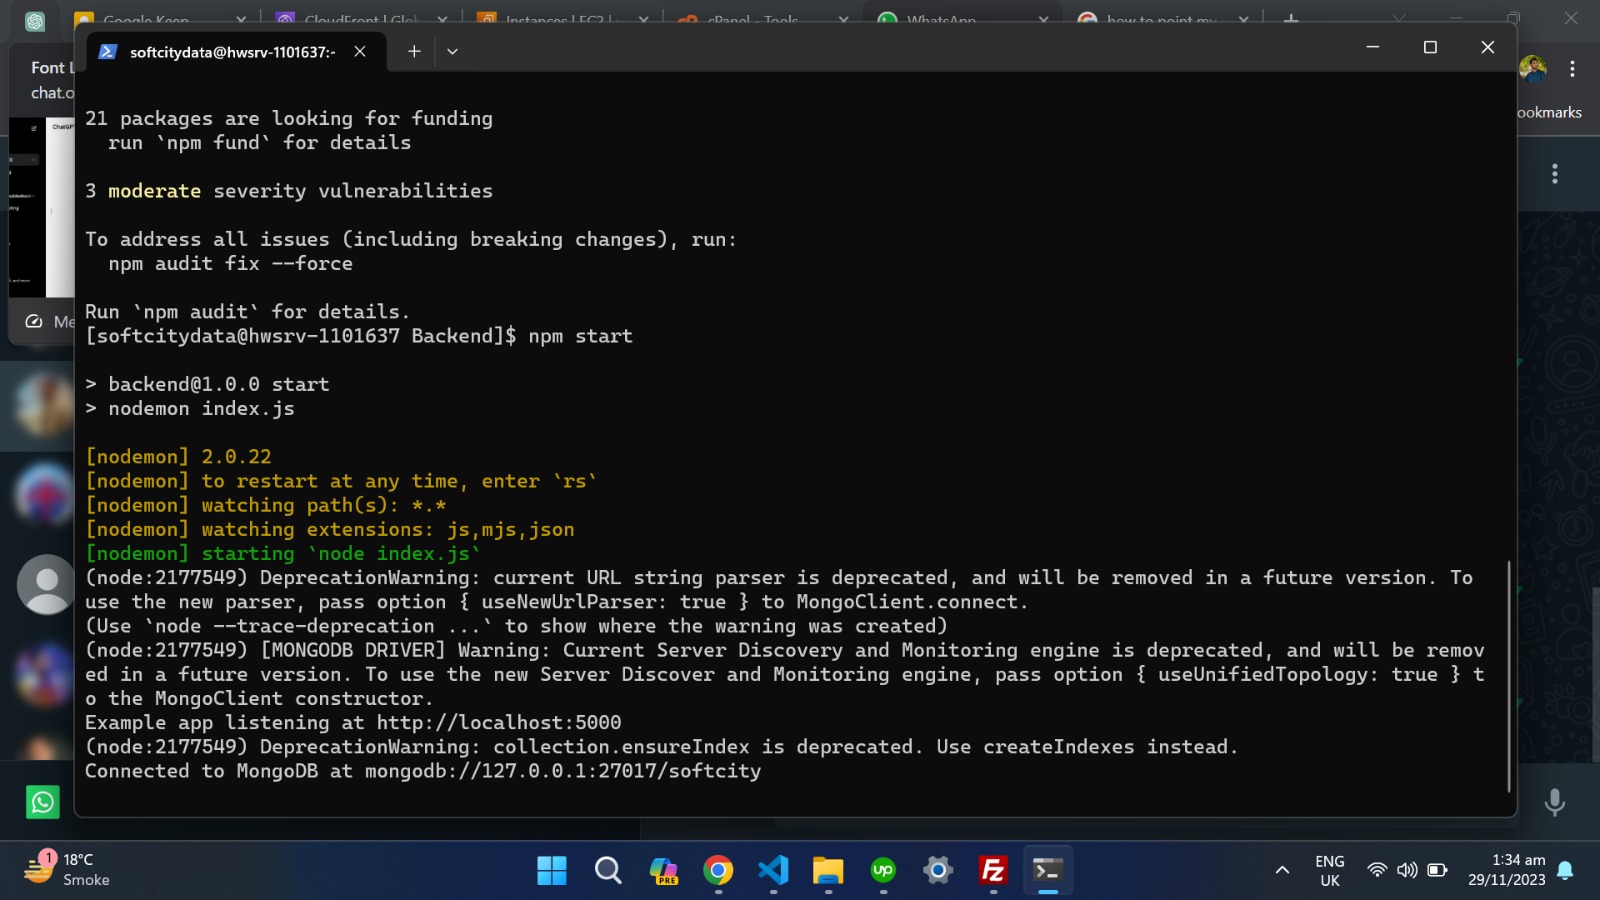 Google Keep
CloudFront | Glo
Instances | EC2 |
cPanel - Tools
WhatsApp
how to point my
softcitydata@hwsrv-1101637:~
Font L
chat.o
ChatGP
ookmarks
Me
21 packages are looking for funding
run `npm fund` for details
3 moderate severity vulnerabilities
To address all issues (including breaking changes), run:
npm audit fix --force
Run `npm audit` for details.
[softcitydata@hwsrv-1101637 Backend]$ npm start
> backend@1.0.0 start
> nodemon index.js
[nodemon] 2.0.22
[nodemon] to restart at any time, enter `rs`
[nodemon] watching path(s): *.*
[nodemon] watching extensions: js,mjs,json
[nodemon] starting `node index.js`
(node:2177549) DeprecationWarning: current URL string parser is deprecated, and will be removed in a future version. To
use the new parser, pass option { useNewUrlParser: true } to MongoClient.connect.
(Use `node --trace-deprecation ...` to show where the warning was created)
(node:2177549) [MONGODB DRIVER] Warning: Current Server Discovery and Monitoring engine is deprecated, and will be remov
ed in a future version. To use the new Server Discover and Monitoring engine, pass option { useUnifiedTopology: true } t
o the MongoClient constructor.
Example app listening at http://localhost:5000
(node:2177549) DeprecationWarning: collection.ensureIndex is deprecated. Use createIndexes instead.
Connected to MongoDB at mongodb://127.0.0.1:27017/softcity
1
18°C
Smoke
PRE
up
Fz
ENG
UK
1:34 am
29/11/2023